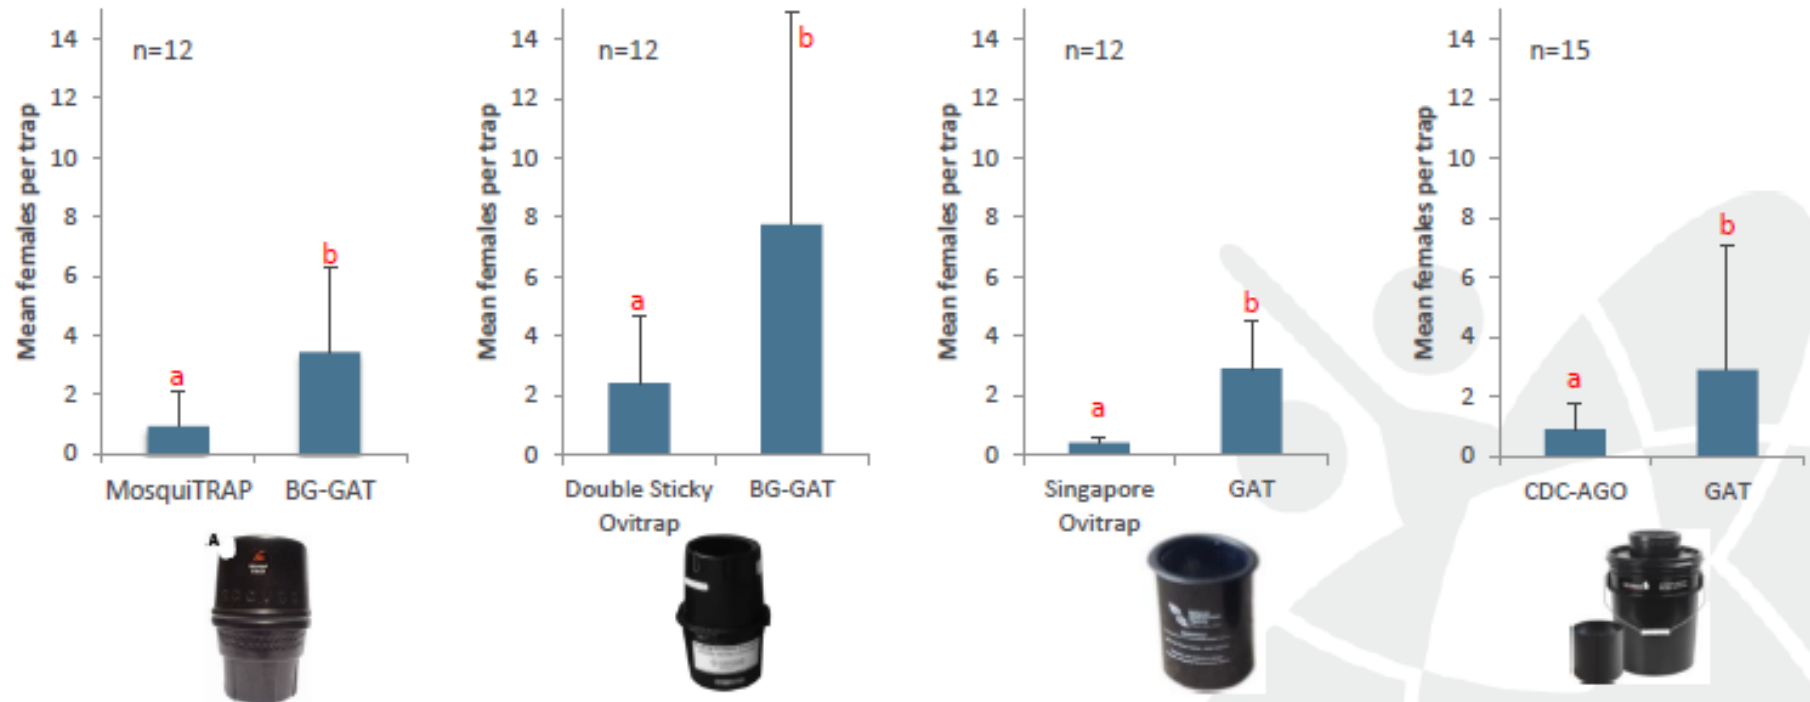 Mean females per trap
14
12
10
8
6
4
2
0
n=12
a
b
MosquiTRAP
BG-GAT
A
Mean females per trap
14
12
10
8
6
4
2
0
n=12
a
b
Double Sticky
Ovitrap
BG-GAT
Mean females per trap
14
12
10
8
6
4
2
0
n=12
a
b
Singapore
Ovitrap
GAT
Mean females per trap
14
12
10
8
6
4
2
0
n=15
a
b
CDC-AGO
GAT